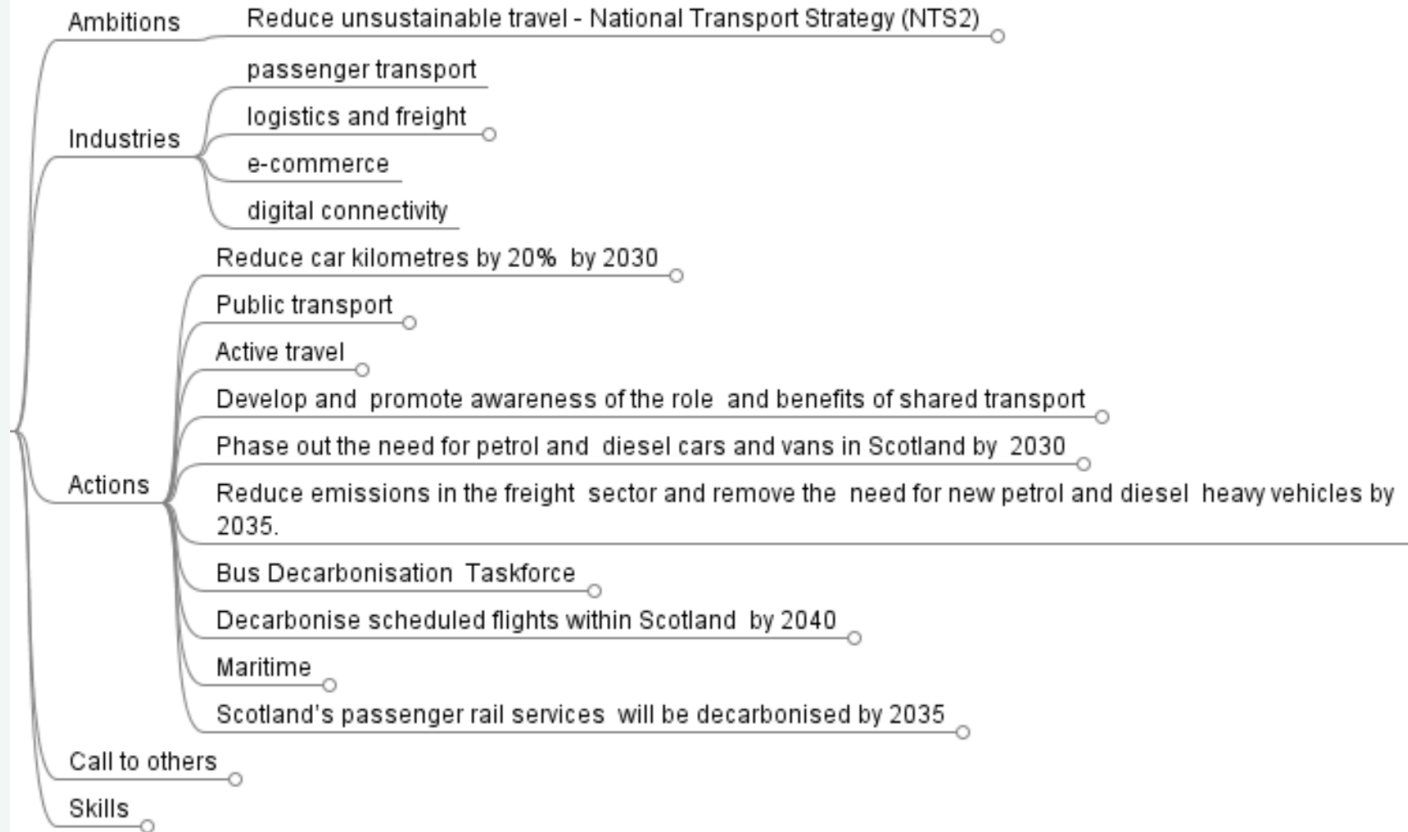 Ambitions
Reduce unsustainable travel - National Transport Strategy (NTS2)
Industries
passenger transport
logistics and freight
e-commerce
digital connectivity
Actions
Reduce car kilometres by 20%  by 2030
Public transport
Active travel
Develop and  promote awareness of the role  and benefits of shared transport
Phase out the need for petrol and  diesel cars and vans in Scotland by  2030
Reduce emissions in the freight  sector and remove the  need for new petrol and diesel  heavy vehicles by
2035.
Bus Decarbonisation  Taskforce
Decarbonise scheduled flights within Scotland  by 2040
Maritime
Scotland's passenger rail services  will be decarbonised by 2035
Call to others
Skills